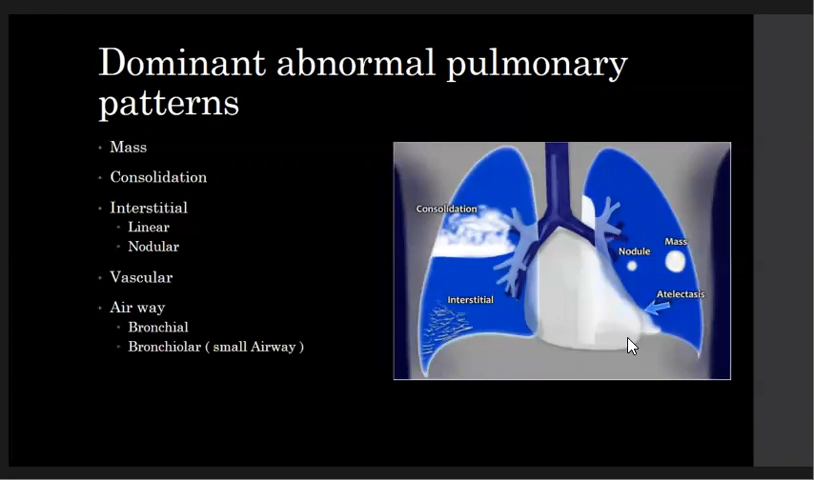 Dominant abnormal pulmonary
patterns
Mass
Consolidation
Interstitial
Linear
Nodular
Vascular
Air way
Bronchial
Bronchiolar ( small Airway )
Consolidation
Nodule
Mass
Interstitial
Atelectasis